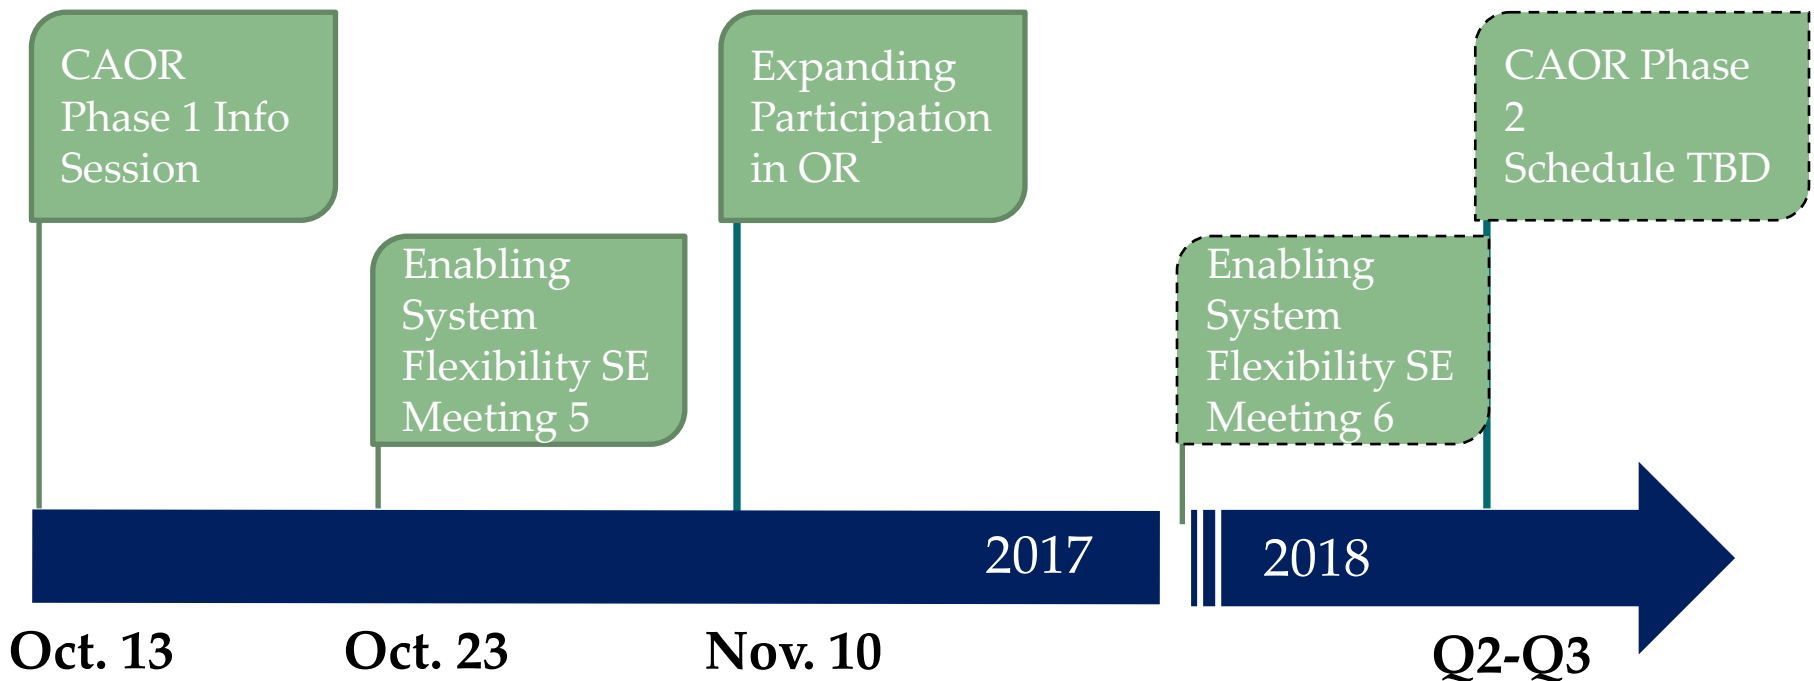 CAOR
Phase 1 Info
Session
Expanding
Participation
in OR
CAOR Phase
2
Schedule TBD
Enabling
System
Flexibility SE
Meeting 5
Enabling
System
Flexibility SE
Meeting 6
2017
2018
Oct. 13
Oct. 23
Nov. 10
Q2-Q3